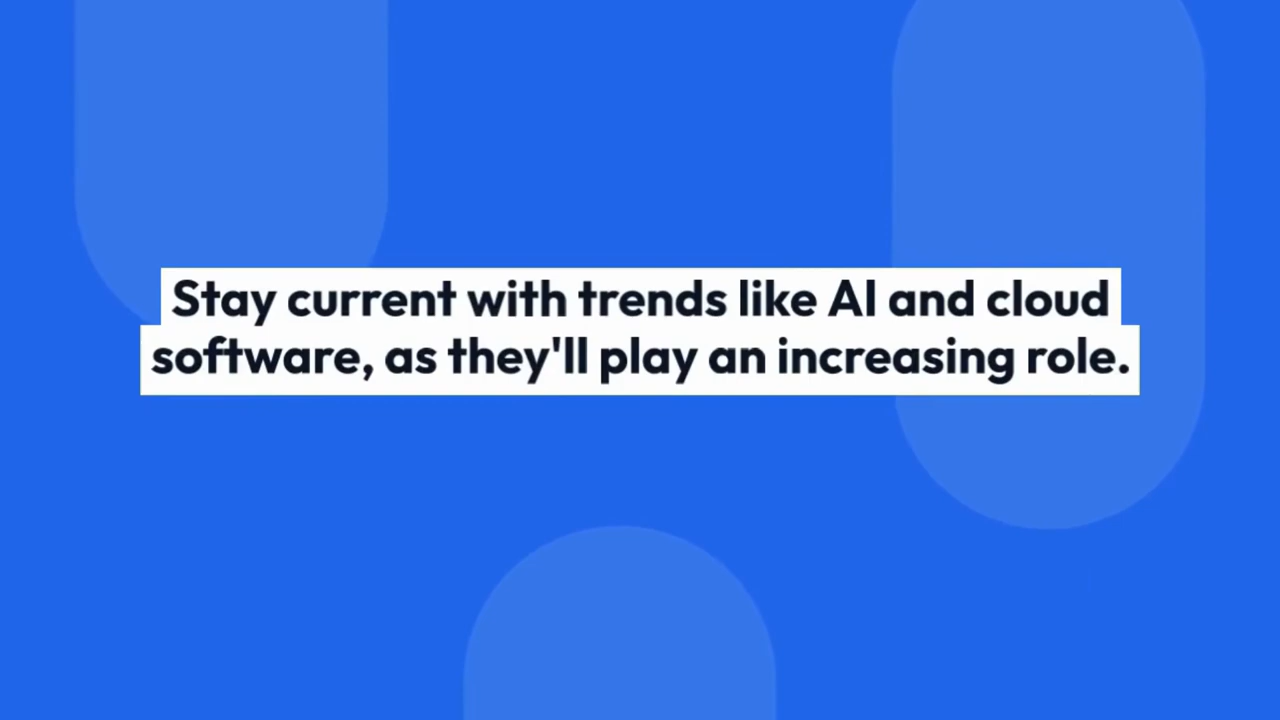 Stay current with trends like AI and cloud
software, as they'll play an increasing role.